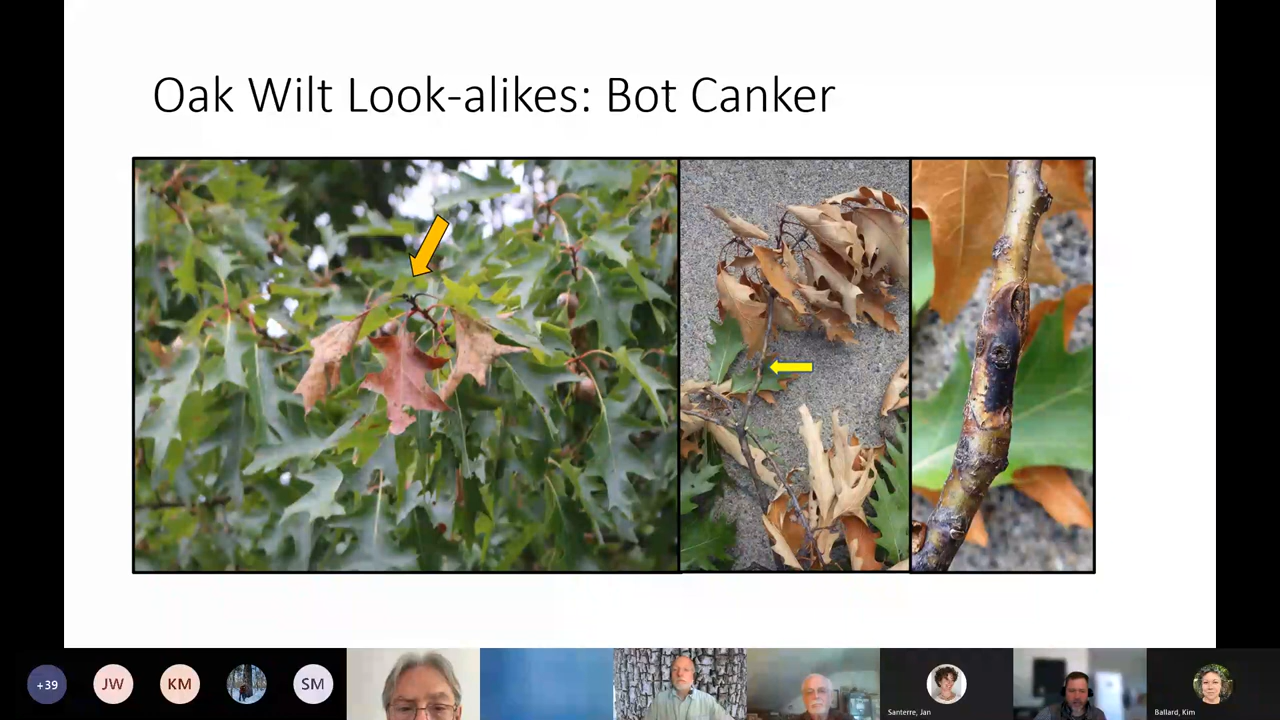 Oak Wilt Look-alikes: Bot Canker
+39
JW
KM
SM
Santerre, Jan
Ballard, Kim